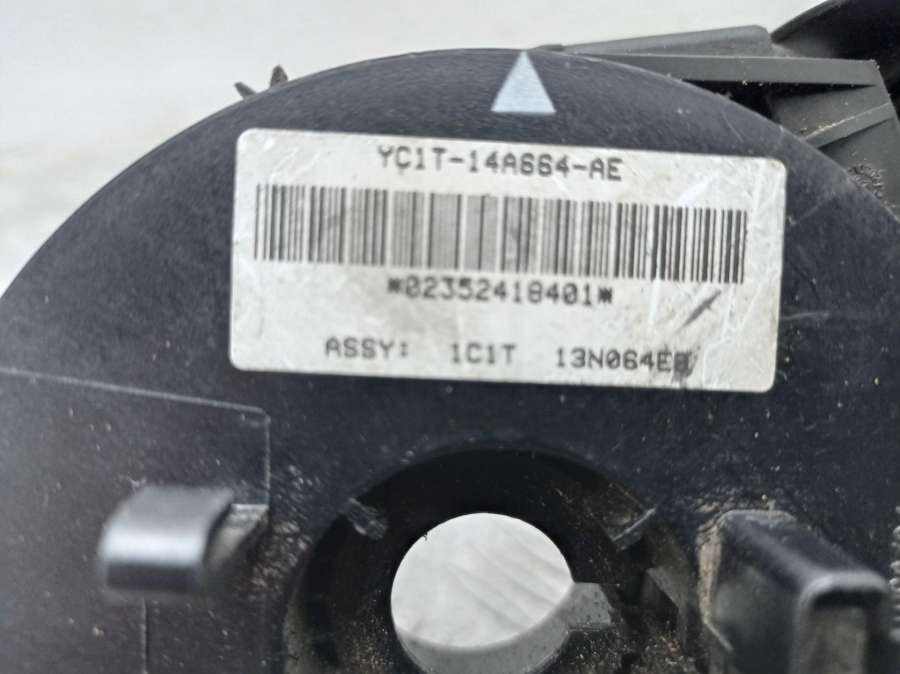 YC1T-14A664-AE
*02352418401*
ASSY: 1C1T 13N064EB